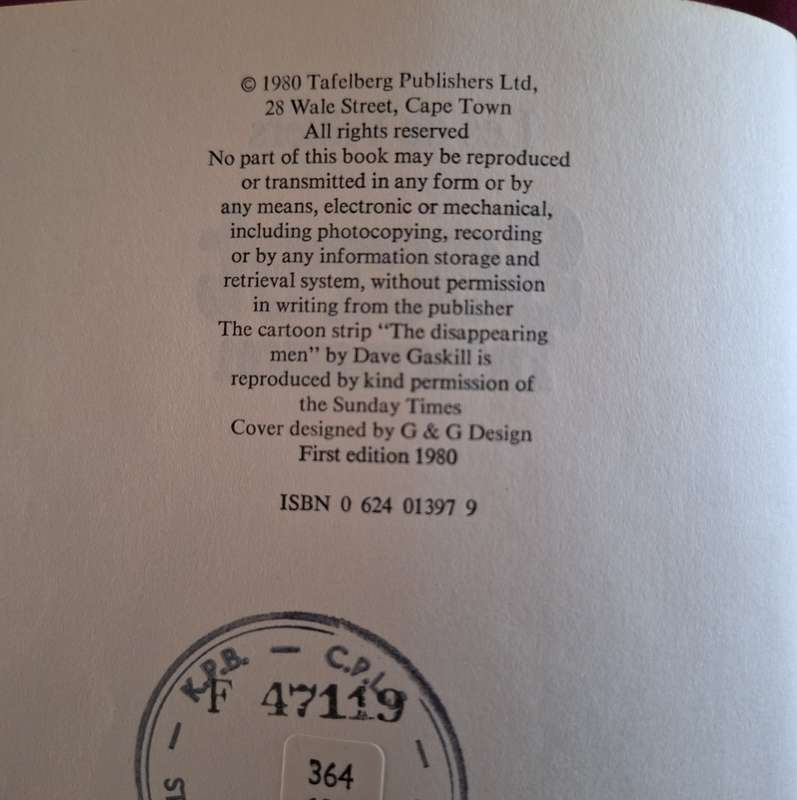 © 1980 Tafelberg Publishers Ltd,
28 Wale Street, Cape Town
All rights reserved
No part of this book may be reproduced
or transmitted in any form or by
any means, electronic or mechanical,
including photocopying, recording
or by any information storage and
retrieval system, without permission
in writing from the publisher
The cartoon strip "The disappearing
men" by Dave Gaskill is
reproduced by kind permission of
the Sunday Times
Cover designed by G & G Design
First edition 1980
ISBN 0 624 01397 9
K.P.B. — C.P.L.
F 47119
364